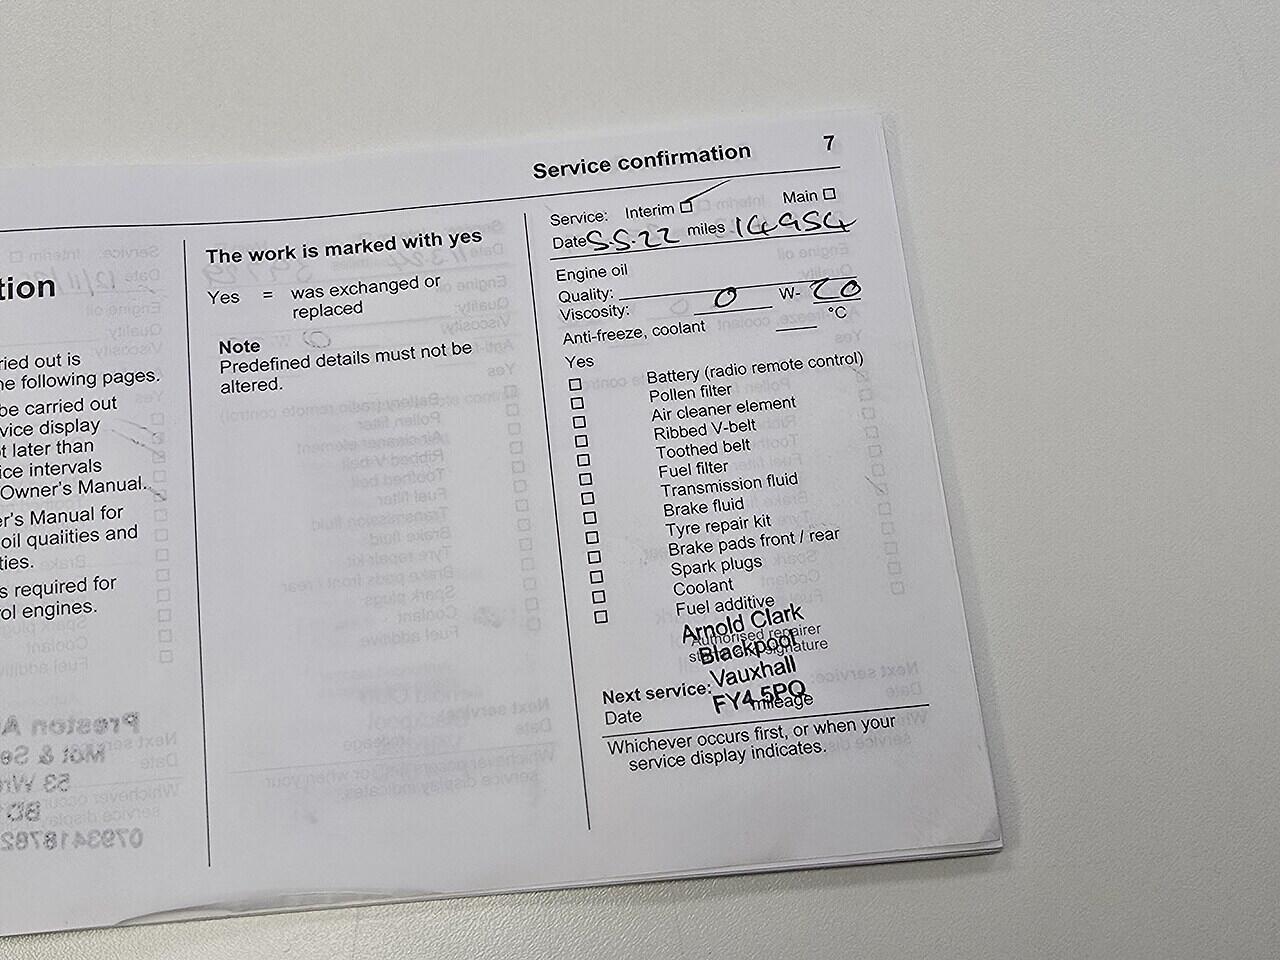 Service confirmation 7
tion
ried out is
ne following pages.
be carried out
vice display
t later than
ice intervals
Owner's Manual.
er's Manual for
oil qualities and
ties.
s required for
ol engines.
The work is marked with yes
Yes = was exchanged or
replaced
Note
Predefined details must not be
altered.
Service: Interim Main
Date 5.5.22 miles 14954
Engine oil
Quality:
Viscosity: 0 W- 20
Anti-freeze, coolant °C
Yes
Battery (radio remote control)
Pollen filter
Air cleaner element
Ribbed V-belt
Toothed belt
Fuel filter
Transmission fluid
Brake fluid
Tyre repair kit
Brake pads front / rear
Spark plugs
Coolant
Fuel additive
Arnold Clark
Authorised repairer
Blackpool
signature
Vauxhall
Next service:
FY4 5PQ
Date mileage
Whichever occurs first, or when your
service display indicates.